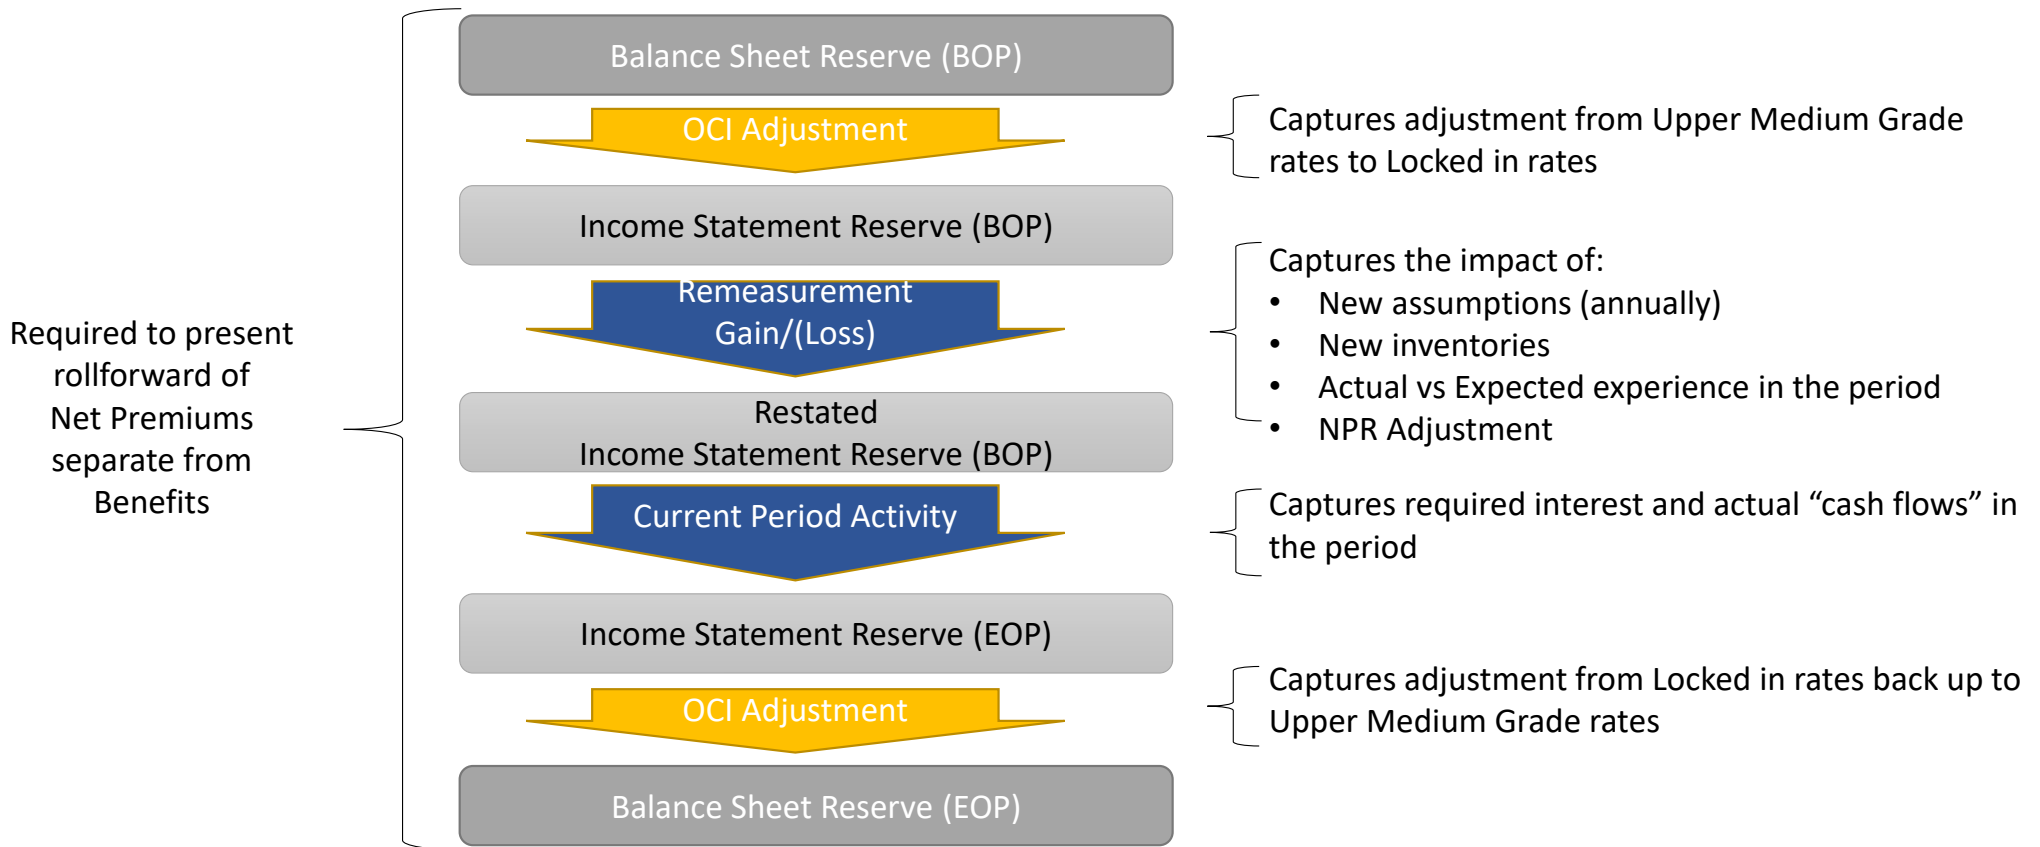 Required to present
rollforward of
Net Premiums
separate from
Benefits
Balance Sheet Reserve (BOP)
OCI Adjustment
Captures adjustment from Upper Medium Grade
rates to Locked in rates
Income Statement Reserve (BOP)
Remeasurement
Gain/(Loss)
Captures the impact of:
• New assumptions (annually)
• New inventories
• Actual vs Expected experience in the period
• NPR Adjustment
Restated
Income Statement Reserve (BOP)
Current Period Activity
Captures required interest and actual “cash flows” in
the period
Income Statement Reserve (EOP)
OCI Adjustment
Captures adjustment from Locked in rates back up to
Upper Medium Grade rates
Balance Sheet Reserve (EOP)